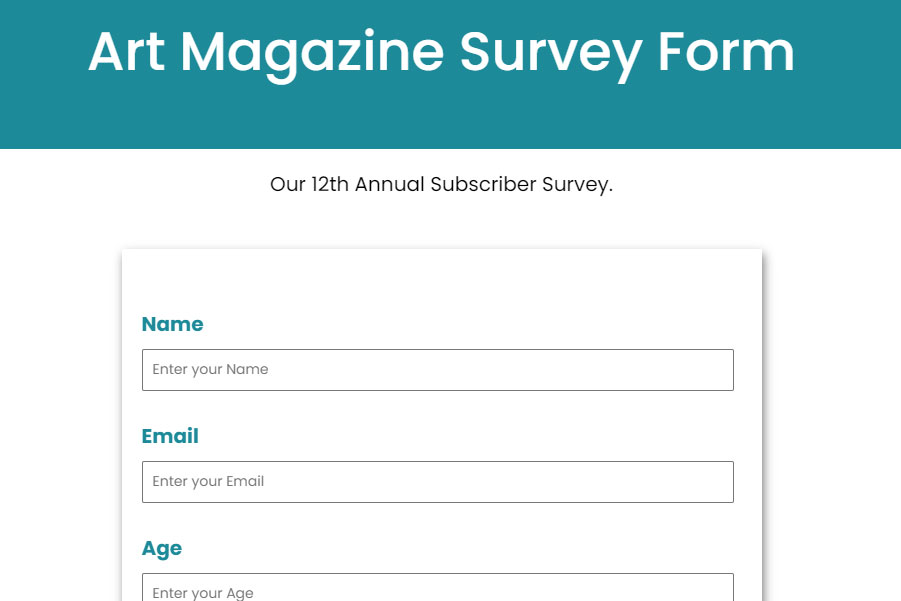 Art Magazine Survey Form
Our 12th Annual Subscriber Survey.
Name
Enter your Name
Email
Enter your Email
Age
Enter your Age